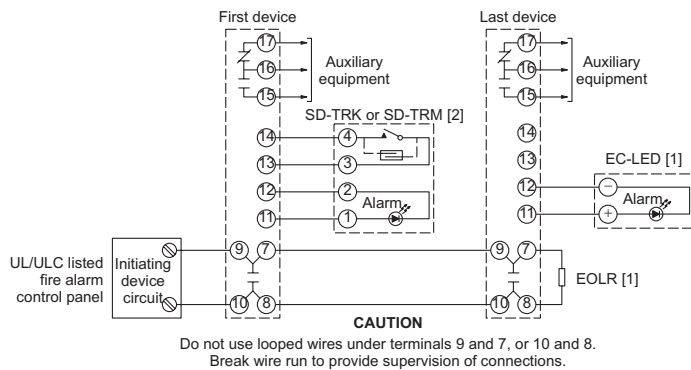 First device
Last device
17
16
15
Auxiliary
equipment
17
16
15
Auxiliary
equipment
SD-TRK or SD-TRM [2]
14
13
12
11
4
3
2
1
Alarm
14
13
12
11
EC-LED [1]
−
+
Alarm
UL/ULC listed
fire alarm
control panel
Initiating
device
circuit
9
7
10
8
9
7
10
8
EOLR [1]
CAUTION
Do not use looped wires under terminals 9 and 7, or 10 and 8.
Break wire run to provide supervision of connections.